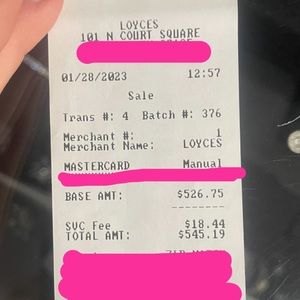 LOYCES
101 N COURT SQUARE
01/28/2023 12:57
Sale
Trans #: 4 Batch #: 376
Merchant #: 1
Merchant Name: LOYCES
MASTERCARD Manual
BASE AMT: $526.75
--------
SVC Fee $18.44
TOTAL AMT: $545.19